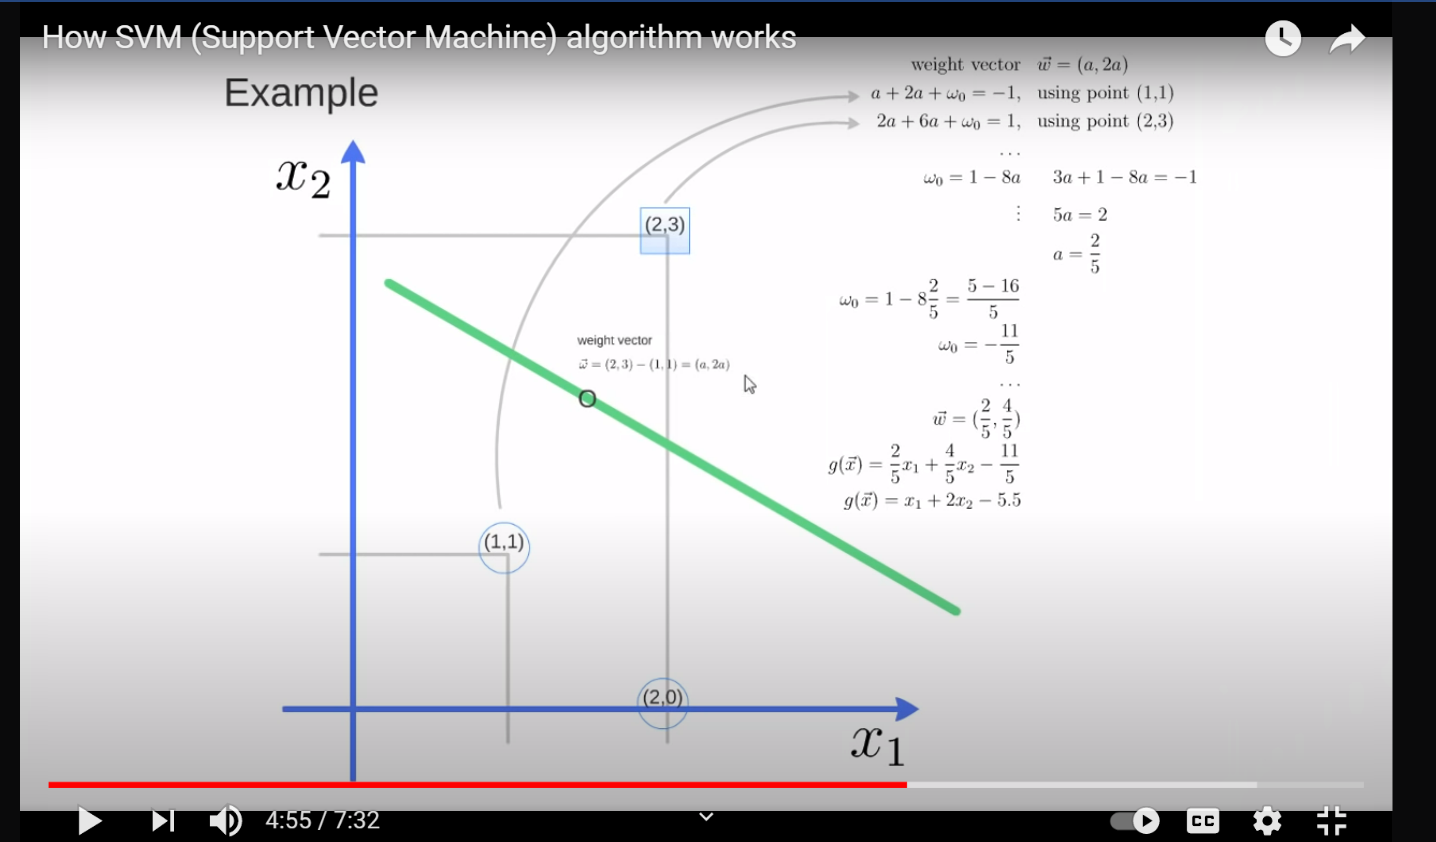 How SVM (Support Vector Machine) algorithm works
Example
weight vector w⃗ = (a, 2a)
a + 2a + ω₀ = −1, using point (1,1)
2a + 6a + ω₀ = 1, using point (2,3)
...
ω₀ = 1 − 8a 3a + 1 − 8a = −1
⋮ 5a = 2
a = 2/5
ω₀ = 1 − 8 2/5 = (5 − 16)/5
ω₀ = − 11/5
...
w⃗ = (2/5, 4/5)
g(x⃗) = 2/5 x₁ + 4/5 x₂ − 11/5
g(x⃗) = x₁ + 2x₂ − 5.5
x₂
(2,3)
weight vector
ω⃗ = (2,3) − (1,1) = (a, 2a)
(1,1)
(2,0)
x₁
4:55 / 7:32
CC